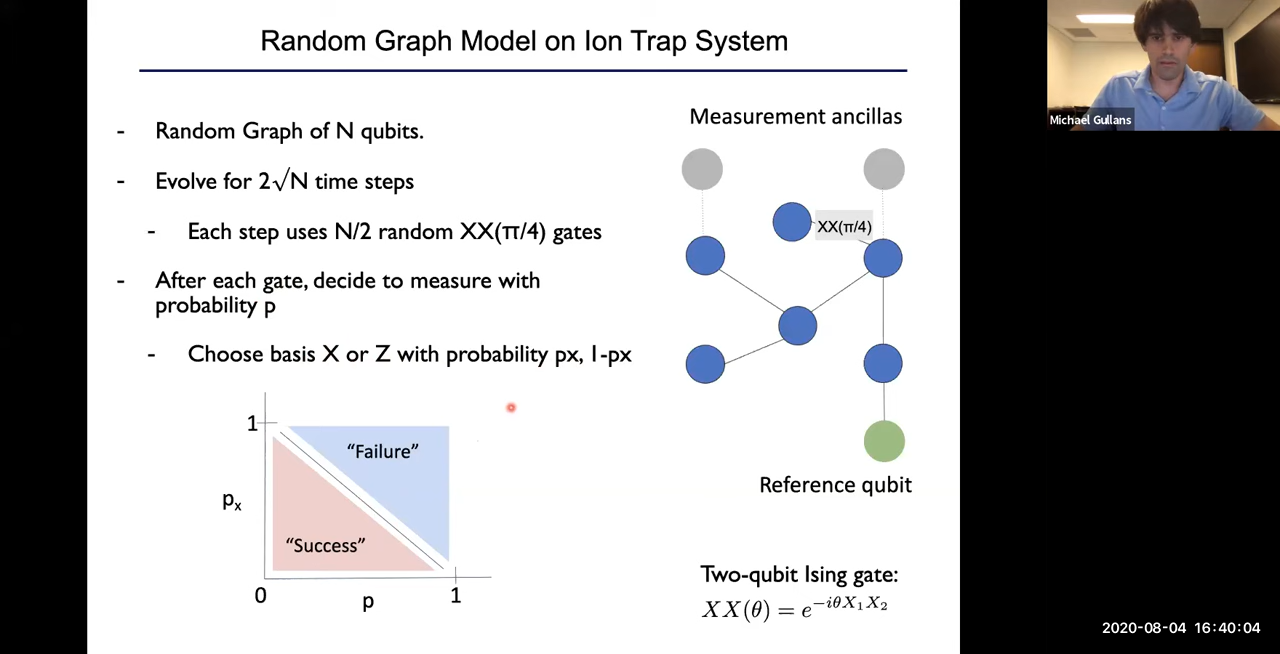 Random Graph Model on Ion Trap System
- Random Graph of N qubits.
- Evolve for 2√N time steps
- Each step uses N/2 random XX(π/4) gates
- After each gate, decide to measure with
probability p
- Choose basis X or Z with probability px, 1-px
1
"Failure"
pₓ
"Success"
0
p
1
Measurement ancillas
XX(π/4)
Reference qubit
Two-qubit Ising gate:
XX(θ) = e^{-iθX₁X₂}
Michael Gullans
2020-08-04 16:40:04